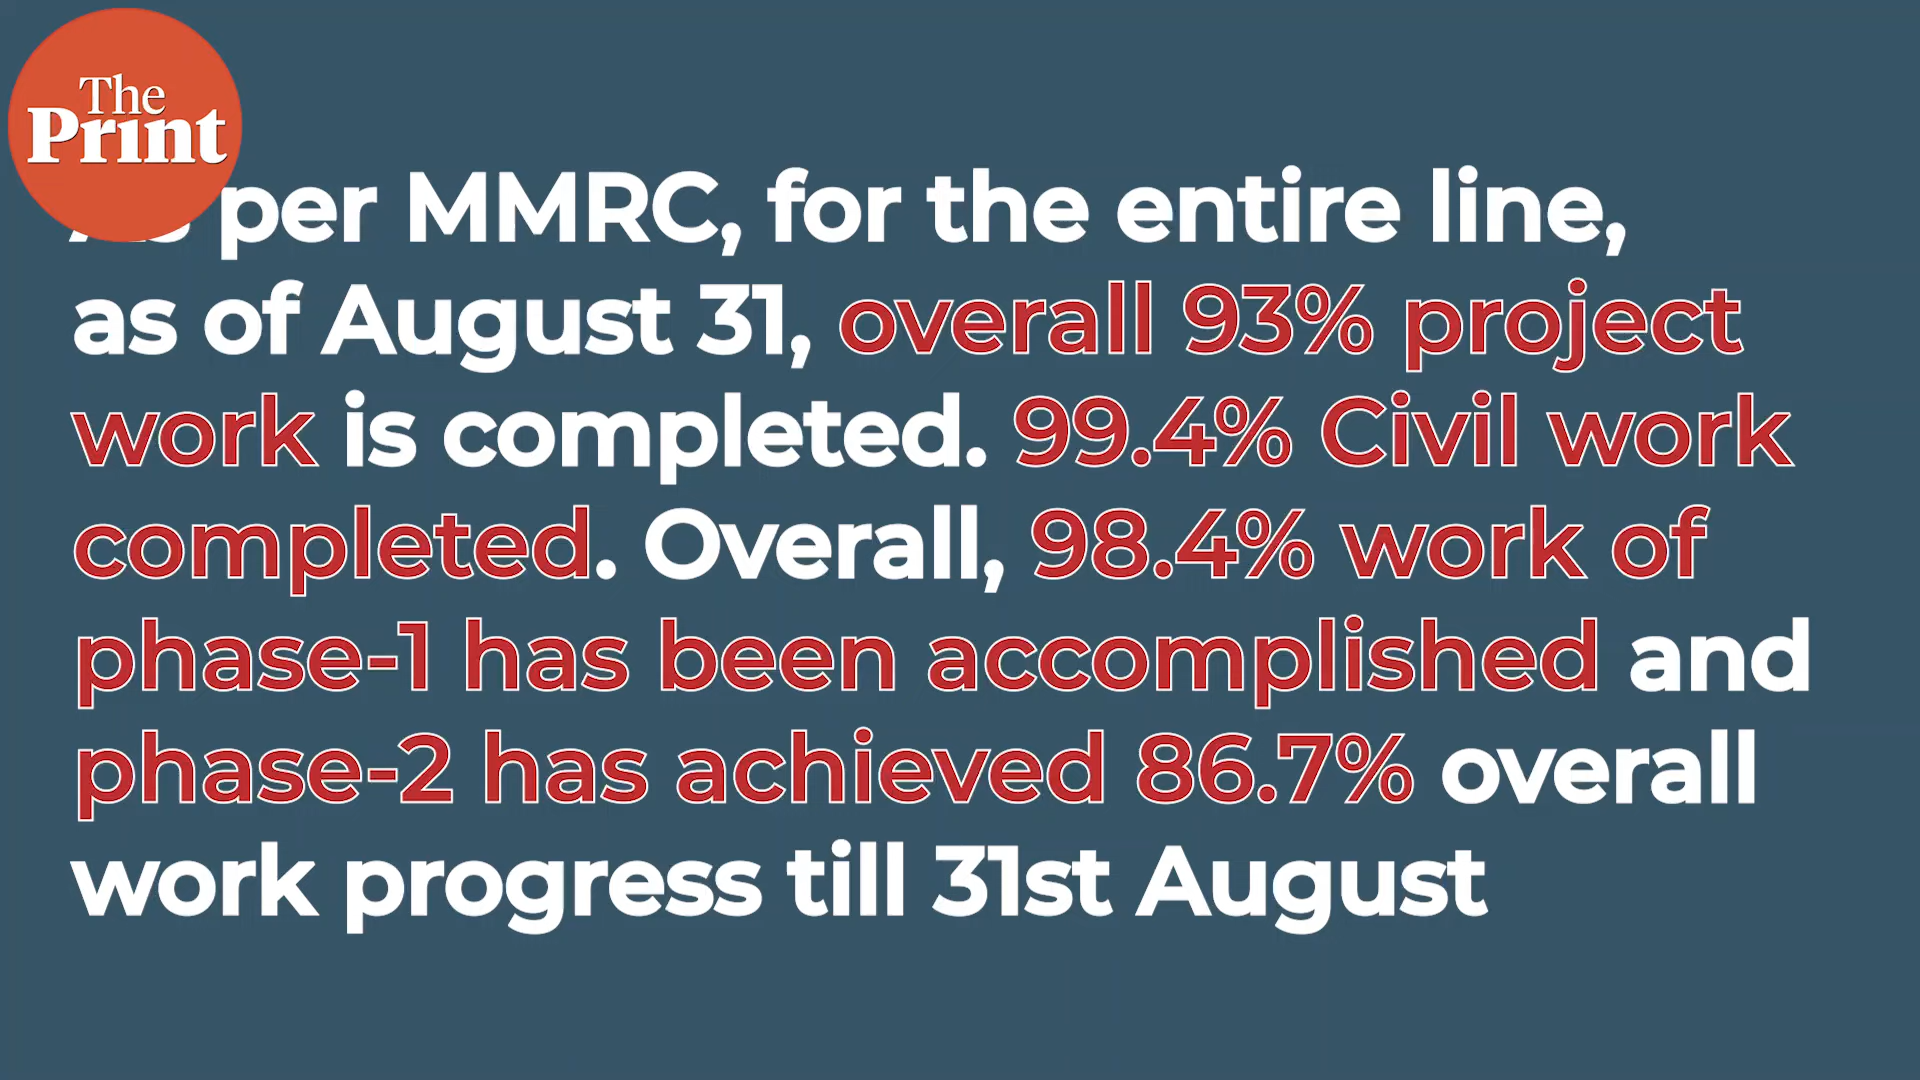 The
Print
As per MMRC, for the entire line,
as of August 31, overall 93% project
work is completed. 99.4% Civil work
completed. Overall, 98.4% work of
phase-1 has been accomplished and
phase-2 has achieved 86.7% overall
work progress till 31st August